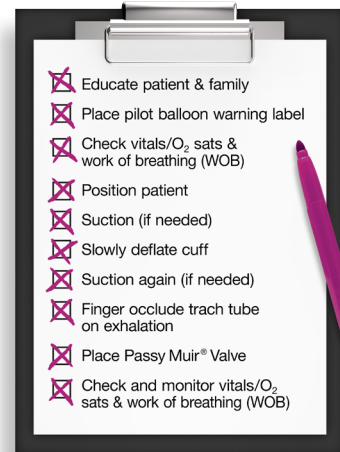 Educate patient & family
Place pilot balloon warning label
Check vitals/O₂ sats &
work of breathing (WOB)
Position patient
Suction (if needed)
Slowly deflate cuff
Suction again (if needed)
Finger occlude trach tube
on exhalation
Place Passy Muir® Valve
Check and monitor vitals/O₂
sats & work of breathing (WOB)